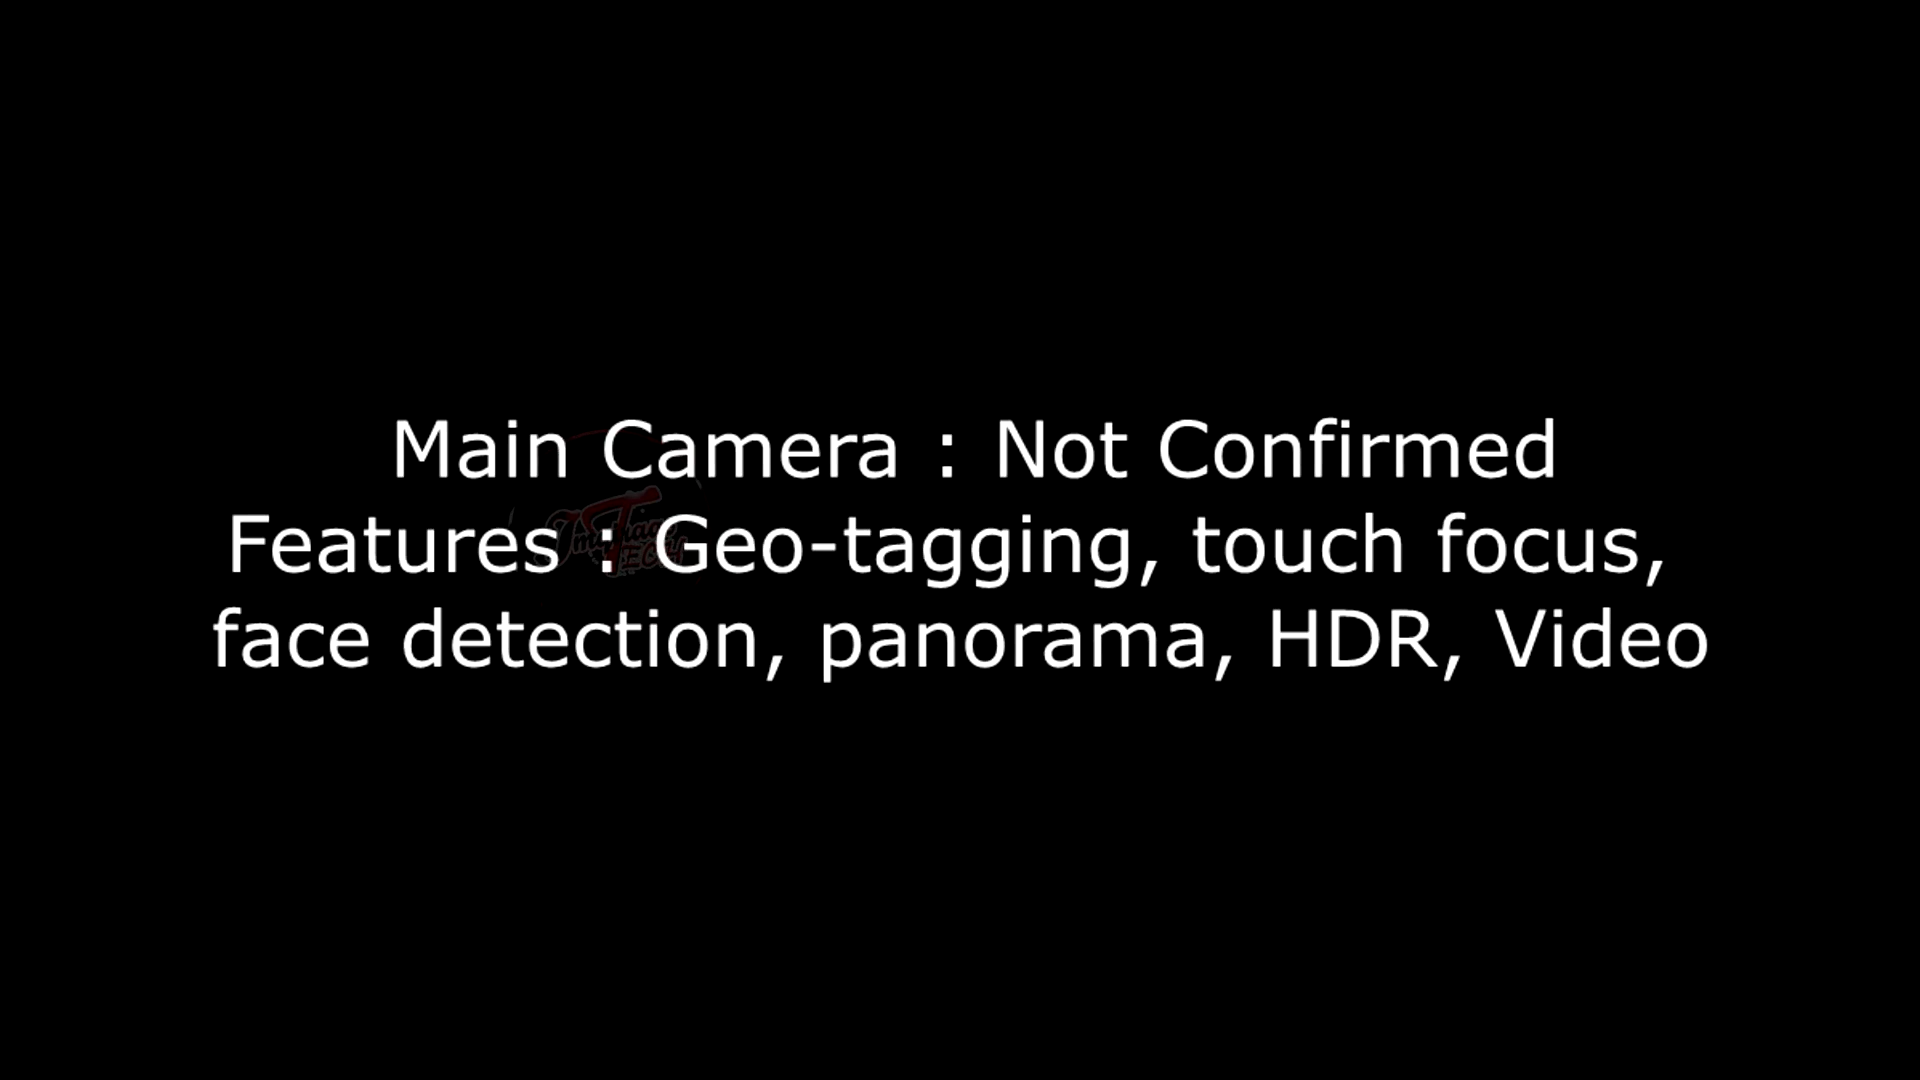 Main Camera : Not Confirmed
Features : Geo-tagging, touch focus,
face detection, panorama, HDR, Video